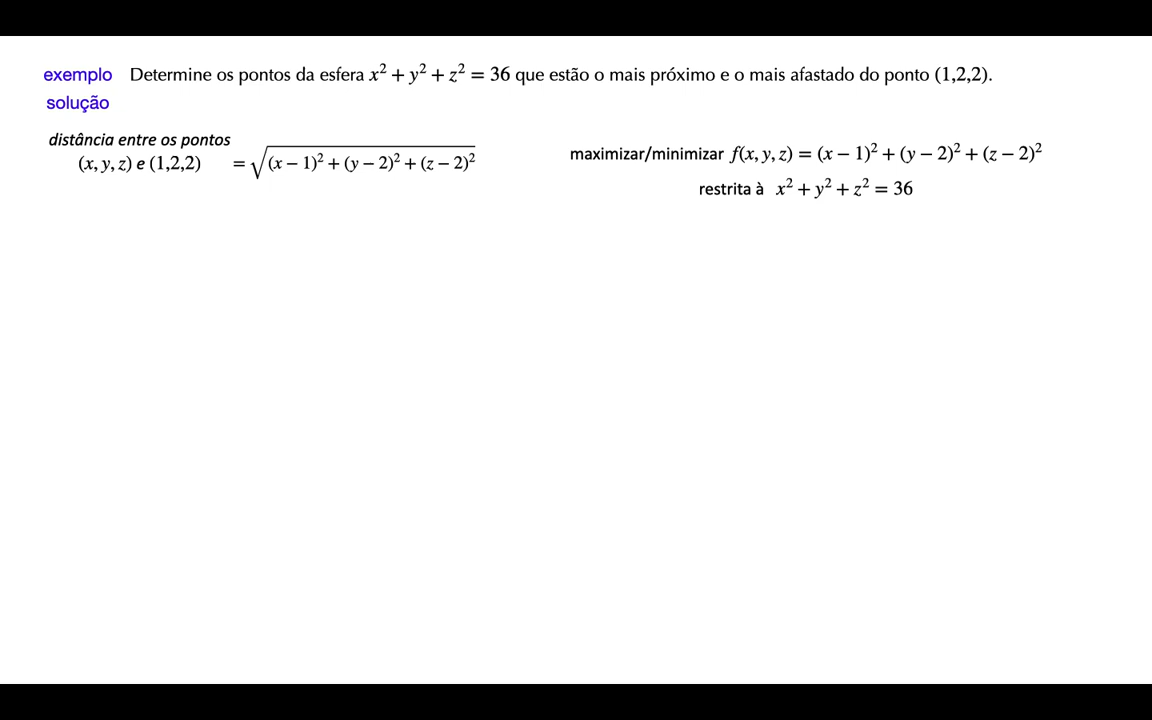 exemplo Determine os pontos da esfera x² + y² + z² = 36 que estão o mais próximo e o mais afastado do ponto (1,2,2).
solução
distância entre os pontos
(x, y, z) e (1,2,2) = √(x − 1)² + (y − 2)² + (z − 2)²
maximizar/minimizar f(x, y, z) = (x − 1)² + (y − 2)² + (z − 2)²
restrita à x² + y² + z² = 36